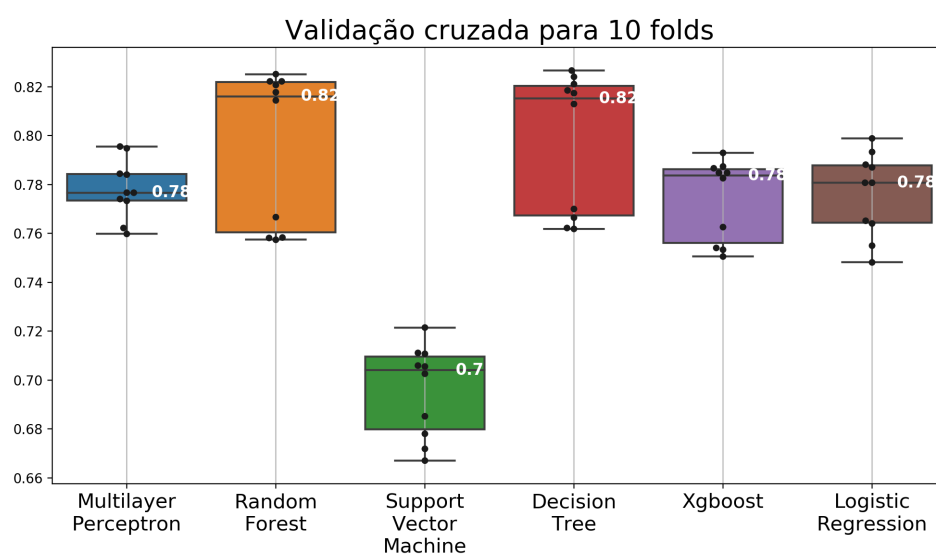 Validação cruzada para 10 folds
0.82
0.80
0.78
0.76
0.74
0.72
0.70
0.68
0.66
0.78
0.82
0.7
0.82
0.78
0.78
Multilayer
Perceptron
Random
Forest
Support
Vector
Machine
Decision
Tree
Xgboost
Logistic
Regression